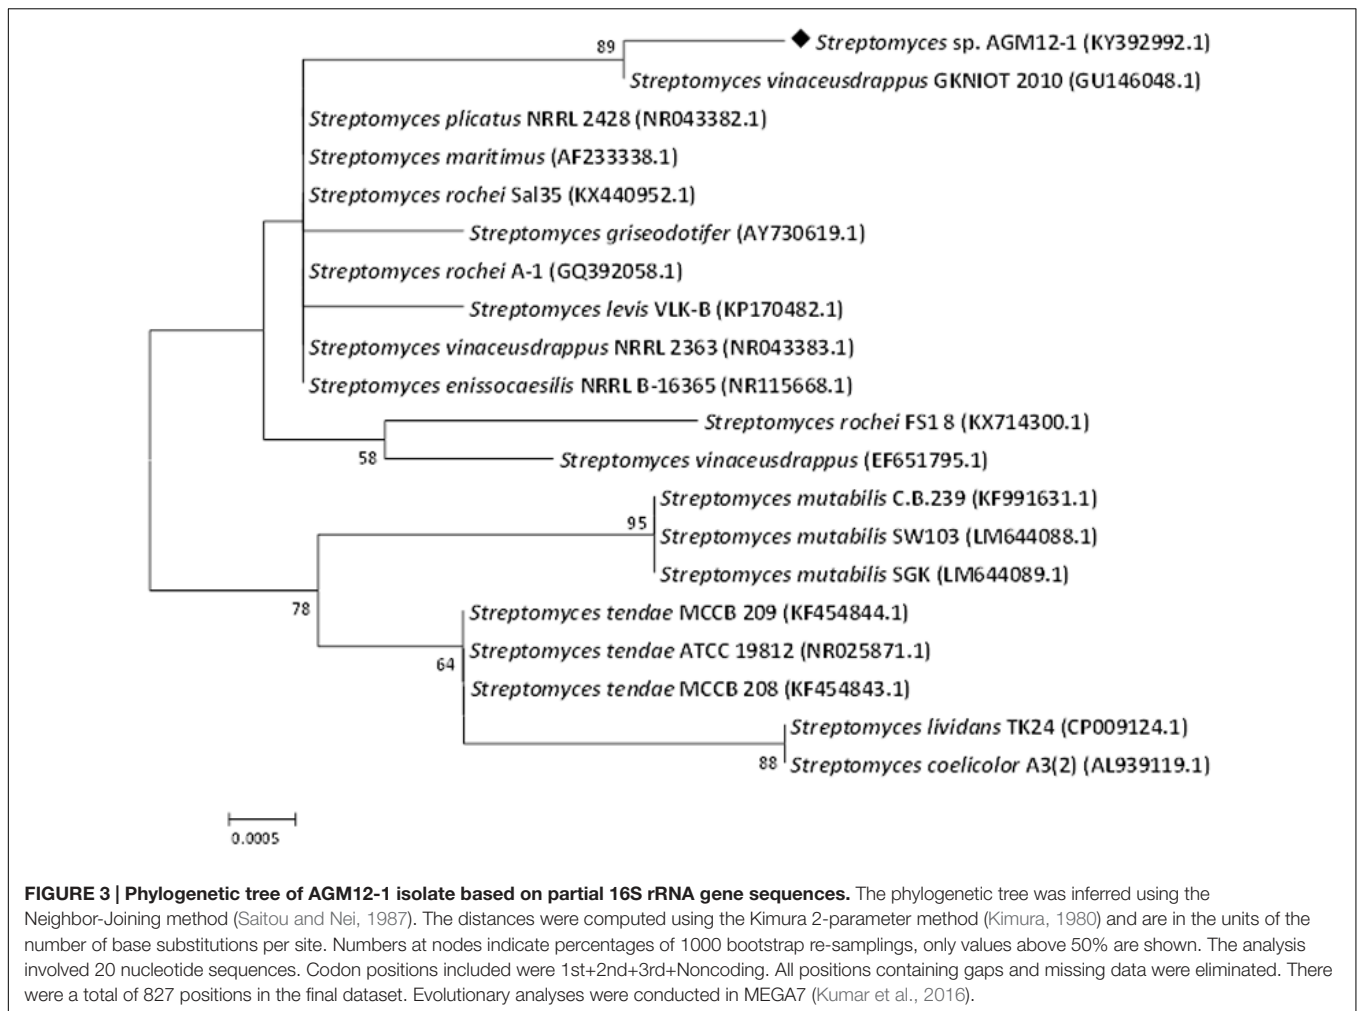 89
◆ Streptomyces sp. AGM12-1 (KY392992.1)
Streptomyces vinaceusdrappus GKNIOT 2010 (GU146048.1)
Streptomyces plicatus NRRL 2428 (NR043382.1)
Streptomyces maritimus (AF233338.1)
Streptomyces rochei Sal35 (KX440952.1)
Streptomyces griseodotifer (AY730619.1)
Streptomyces rochei A-1 (GQ392058.1)
Streptomyces levis VLK-B (KP170482.1)
Streptomyces vinaceusdrappus NRRL 2363 (NR043383.1)
Streptomyces enissocaesilis NRRL B-16365 (NR115668.1)
Streptomyces rochei FS1 8 (KX714300.1)
58
Streptomyces vinaceusdrappus (EF651795.1)
Streptomyces mutabilis C.B.239 (KF991631.1)
95
Streptomyces mutabilis SW103 (LM644088.1)
Streptomyces mutabilis SGK (LM644089.1)
78
Streptomyces tendae MCCB 209 (KF454844.1)
Streptomyces tendae ATCC 19812 (NR025871.1)
64
Streptomyces tendae MCCB 208 (KF454843.1)
Streptomyces lividans TK24 (CP009124.1)
88
Streptomyces coelicolor A3(2) (AL939119.1)
0.0005
FIGURE 3 | Phylogenetic tree of AGM12-1 isolate based on partial 16S rRNA gene sequences. The phylogenetic tree was inferred using the
Neighbor-Joining method (Saitou and Nei, 1987). The distances were computed using the Kimura 2-parameter method (Kimura, 1980) and are in the units of the
number of base substitutions per site. Numbers at nodes indicate percentages of 1000 bootstrap re-samplings, only values above 50% are shown. The analysis
involved 20 nucleotide sequences. Codon positions included were 1st+2nd+3rd+Noncoding. All positions containing gaps and missing data were eliminated. There
were a total of 827 positions in the final dataset. Evolutionary analyses were conducted in MEGA7 (Kumar et al., 2016).